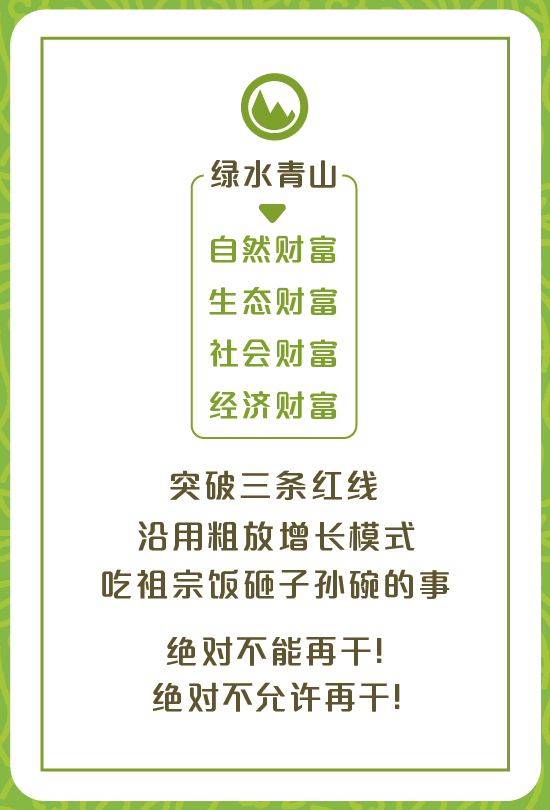 绿水青山
自然财富
生态财富
社会财富
经济财富
突破三条红线
沿用粗放增长模式
吃祖宗饭砸子孙碗的事
绝对不能再干!
绝对不允许再干!